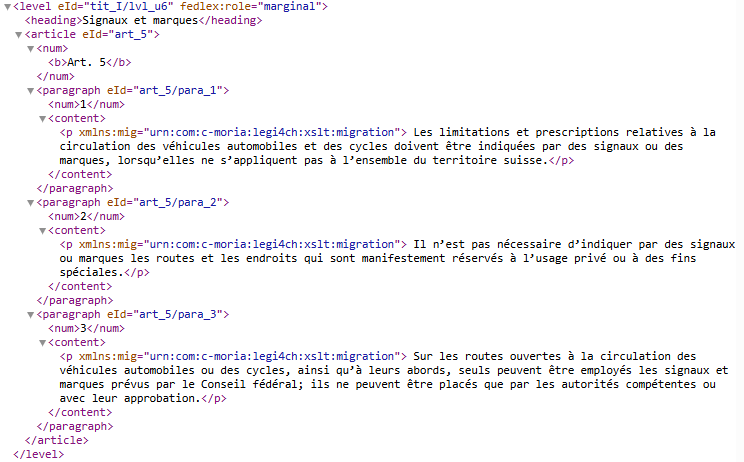 ▼<level eId="tit_I/lvl_u6" fedlex:role="marginal">
<heading>Signaux et marques</heading>
▼<article eId="art_5">
▼<num>
<b>Art. 5</b>
</num>
▼<paragraph eId="art_5/para_1">
<num>1</num>
▼<content>
<p xmlns:mig="urn:com:c-moria:legi4ch:xslt:migration"> Les limitations et prescriptions relatives à la
circulation des véhicules automobiles et des cycles doivent être indiquées par des signaux ou des
marques, lorsqu’elles ne s’appliquent pas à l’ensemble du territoire suisse.</p>
</content>
</paragraph>
▼<paragraph eId="art_5/para_2">
<num>2</num>
▼<content>
<p xmlns:mig="urn:com:c-moria:legi4ch:xslt:migration"> Il n’est pas nécessaire d’indiquer par des signaux
ou marques les routes et les endroits qui sont manifestement réservés à l’usage privé ou à des fins
spéciales.</p>
</content>
</paragraph>
▼<paragraph eId="art_5/para_3">
<num>3</num>
▼<content>
<p xmlns:mig="urn:com:c-moria:legi4ch:xslt:migration"> Sur les routes ouvertes à la circulation des
véhicules automobiles ou des cycles, ainsi qu’à leurs abords, seuls peuvent être employés les signaux et
marques prévus par le Conseil fédéral; ils ne peuvent être placés que par les autorités compétentes ou
avec leur approbation.</p>
</content>
</paragraph>
</article>
</level>